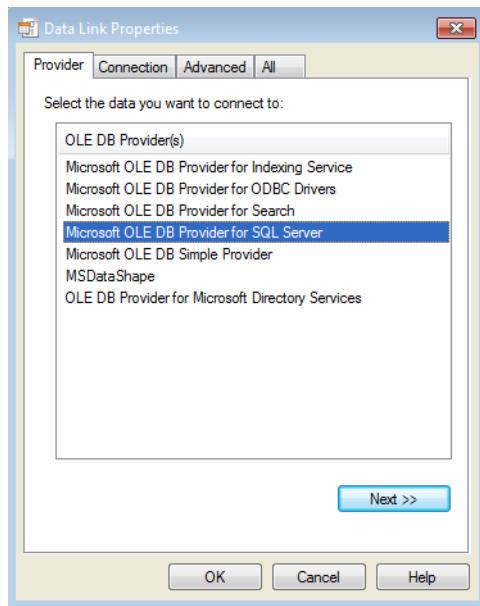 Data Link Properties
Provider Connection Advanced All
Select the data you want to connect to:
OLE DB Provider(s)
Microsoft OLE DB Provider for Indexing Service
Microsoft OLE DB Provider for ODBC Drivers
Microsoft OLE DB Provider for Search
Microsoft OLE DB Provider for SQL Server
Microsoft OLE DB Simple Provider
MSDataShape
OLE DB Provider for Microsoft Directory Services
Next >>
OK Cancel Help